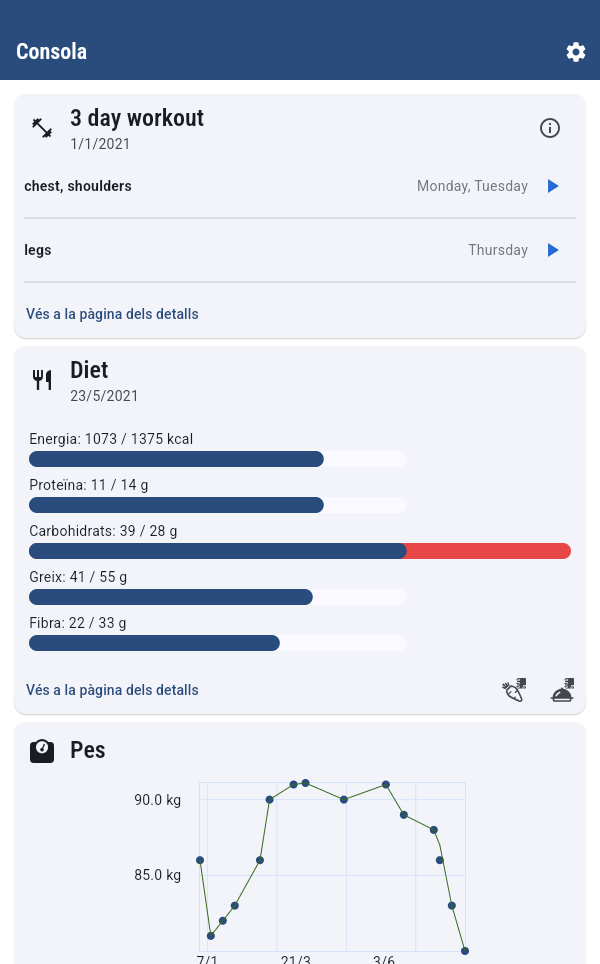 Consola
3 day workout
1/1/2021
chest, shoulders Monday, Tuesday
legs Thursday
Vés a la pàgina dels detalls
Diet
23/5/2021
Energia: 1073 / 1375 kcal
Proteïna: 11 / 14 g
Carbohidrats: 39 / 28 g
Greix: 41 / 55 g
Fibra: 22 / 33 g
Vés a la pàgina dels detalls
Pes
90.0 kg
85.0 kg
7/1 21/3 3/6